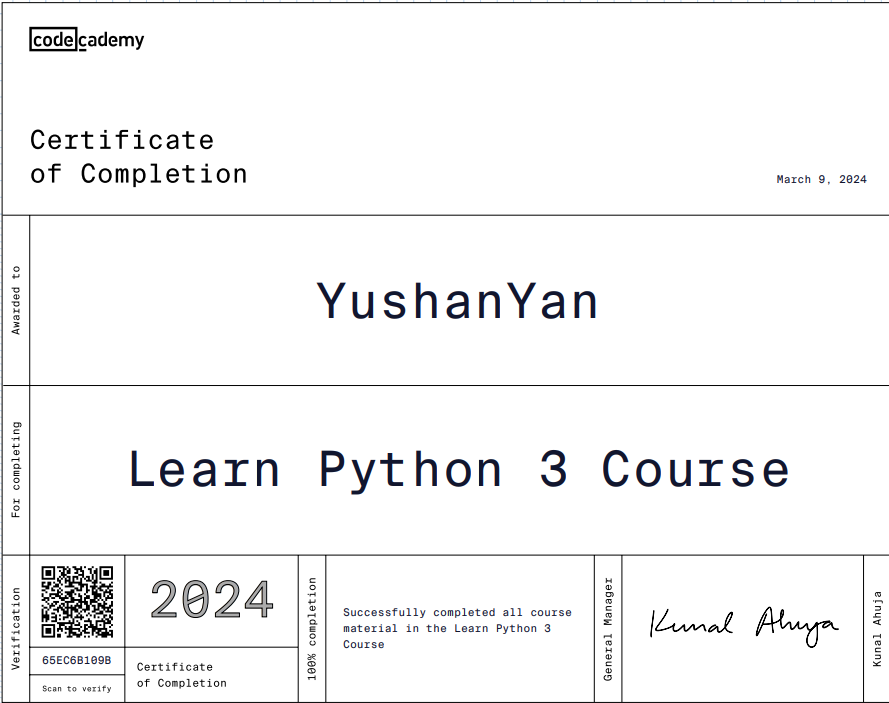 codecademy
Certificate
of Completion
March 9, 2024
Awarded to
YushanYan
For completing
Learn Python 3 Course
Verification
65EC6B109B
Scan to verify
2024
Certificate
of Completion
100% completion
Successfully completed all course
material in the Learn Python 3
Course
General Manager
Kunal Ahuja
Kunal Ahuja